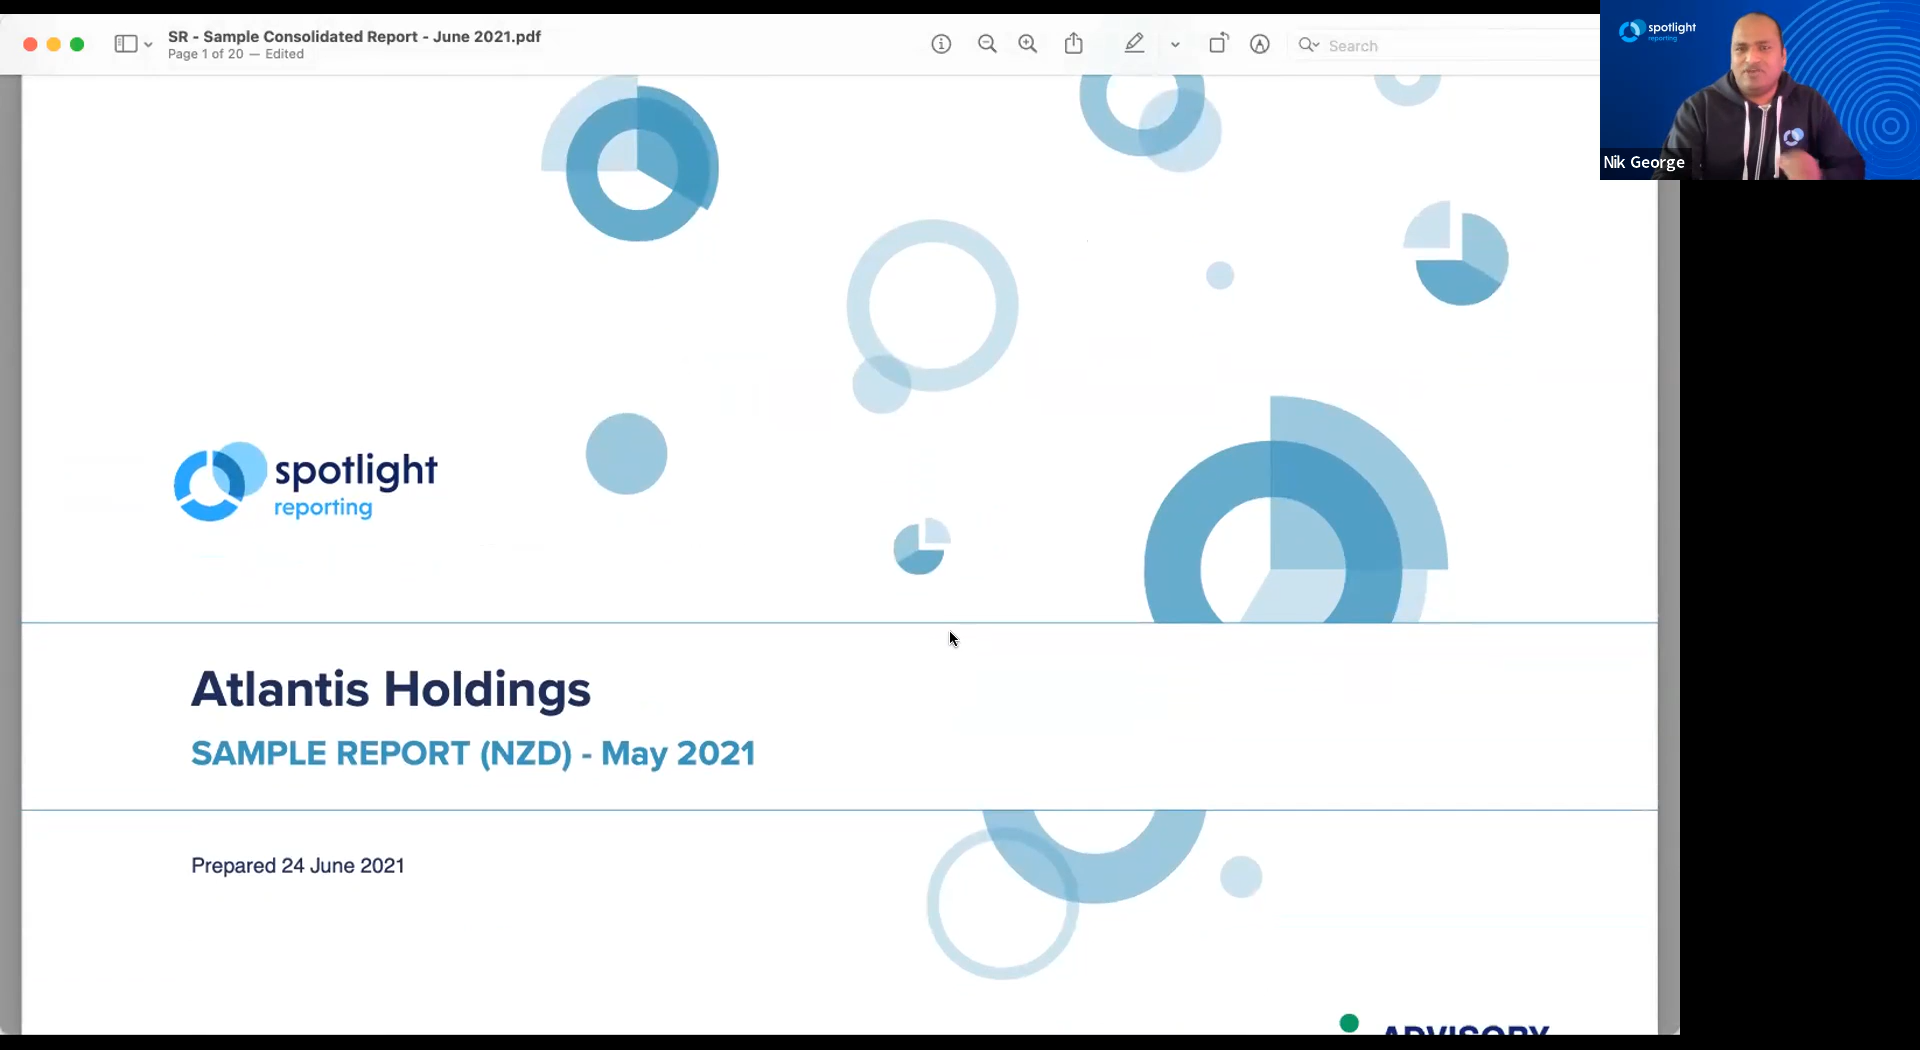 SR - Sample Consolidated Report - June 2021.pdf
Page 1 of 20 — Edited
Search
spotlight
reporting
Nik George
spotlight
reporting
Atlantis Holdings
SAMPLE REPORT (NZD) - May 2021
Prepared 24 June 2021
ADVISORY